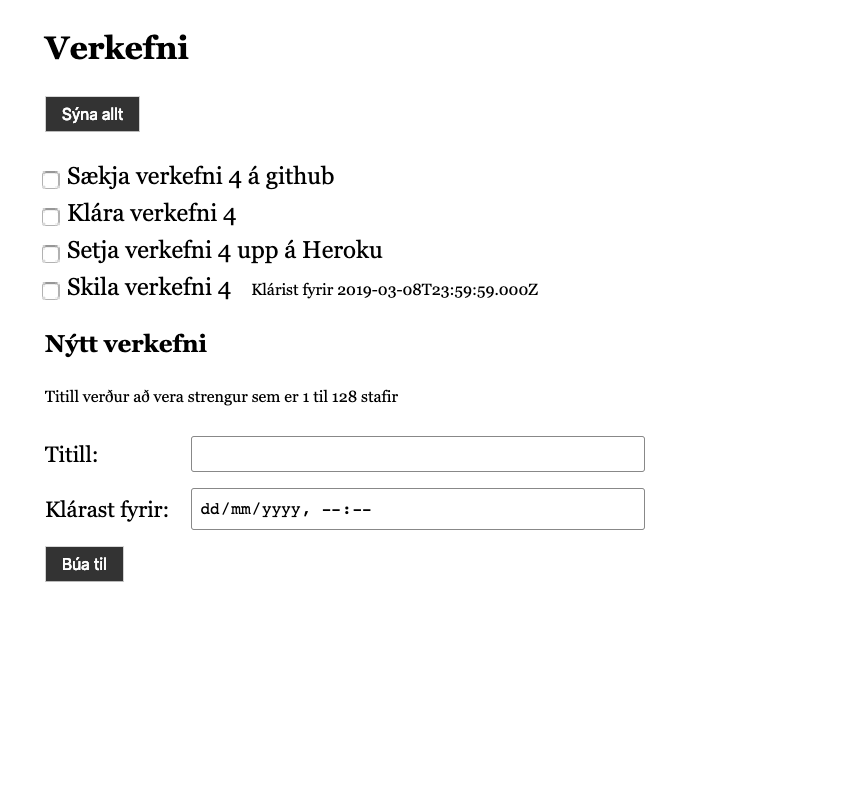 Verkefni
Sýna allt
Sækja verkefni 4 á github
Klára verkefni 4
Setja verkefni 4 upp á Heroku
Skila verkefni 4 Klárist fyrir 2019-03-08T23:59:59.000Z
Nýtt verkefni
Titill verður að vera strengur sem er 1 til 128 stafir
Titill:
Klárast fyrir: dd/mm/yyyy, --:--
Búa til